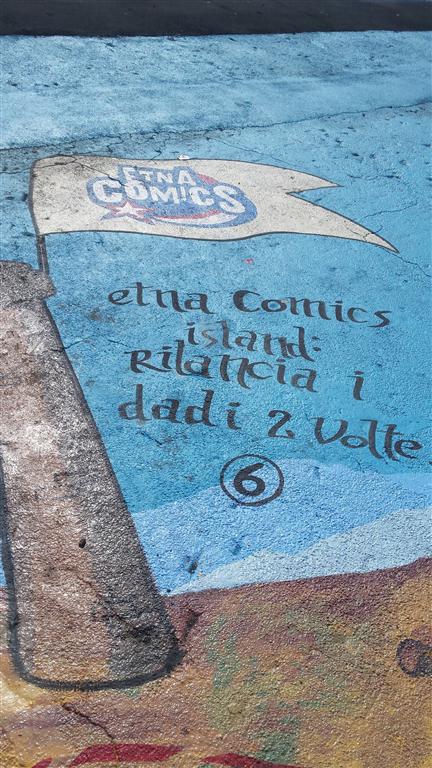 ETNA
COMICS
etna Comics
island:
Rilancia i
dadi 2 Volte
6